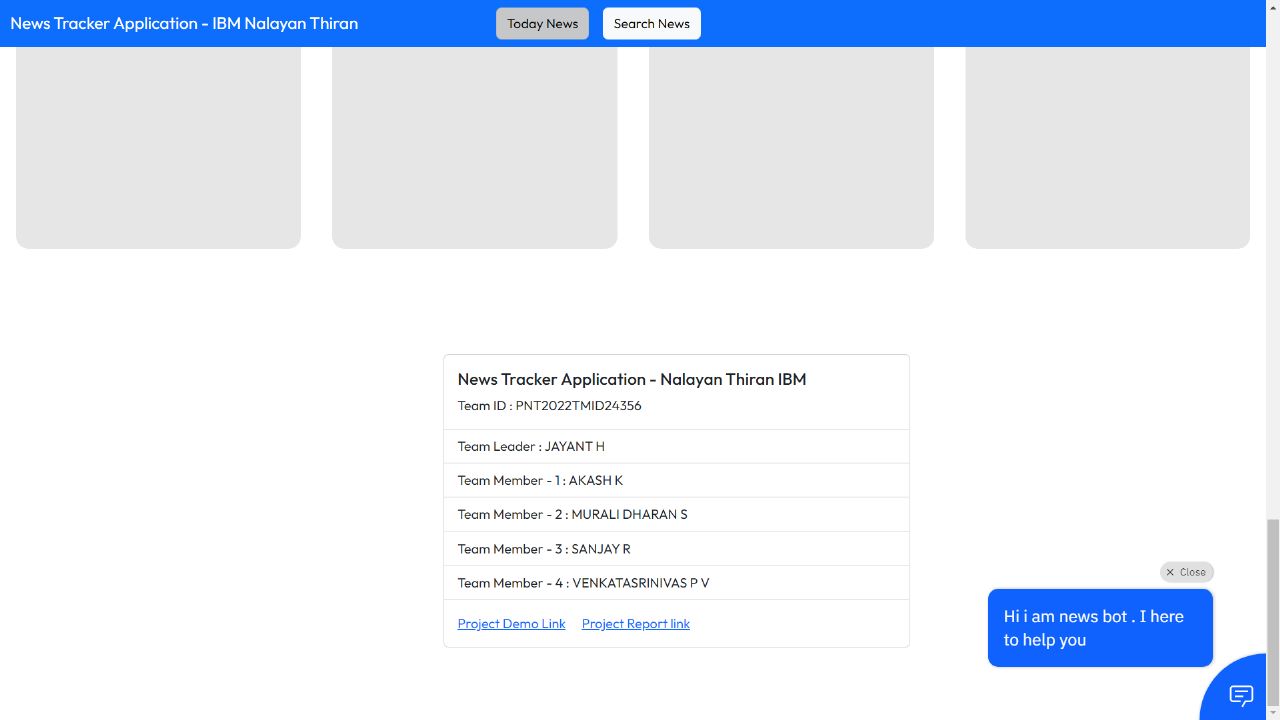 News Tracker Application - IBM Nalayan Thiran
Today News
Search News
News Tracker Application - Nalayan Thiran IBM
Team ID : PNT2022TMID24356
Team Leader : JAYANT H
Team Member - 1 : AKASH K
Team Member - 2 : MURALI DHARAN S
Team Member - 3 : SANJAY R
Team Member - 4 : VENKATASRINIVAS P V
Project Demo Link
Project Report link
Close
Hi i am news bot . I here
to help you